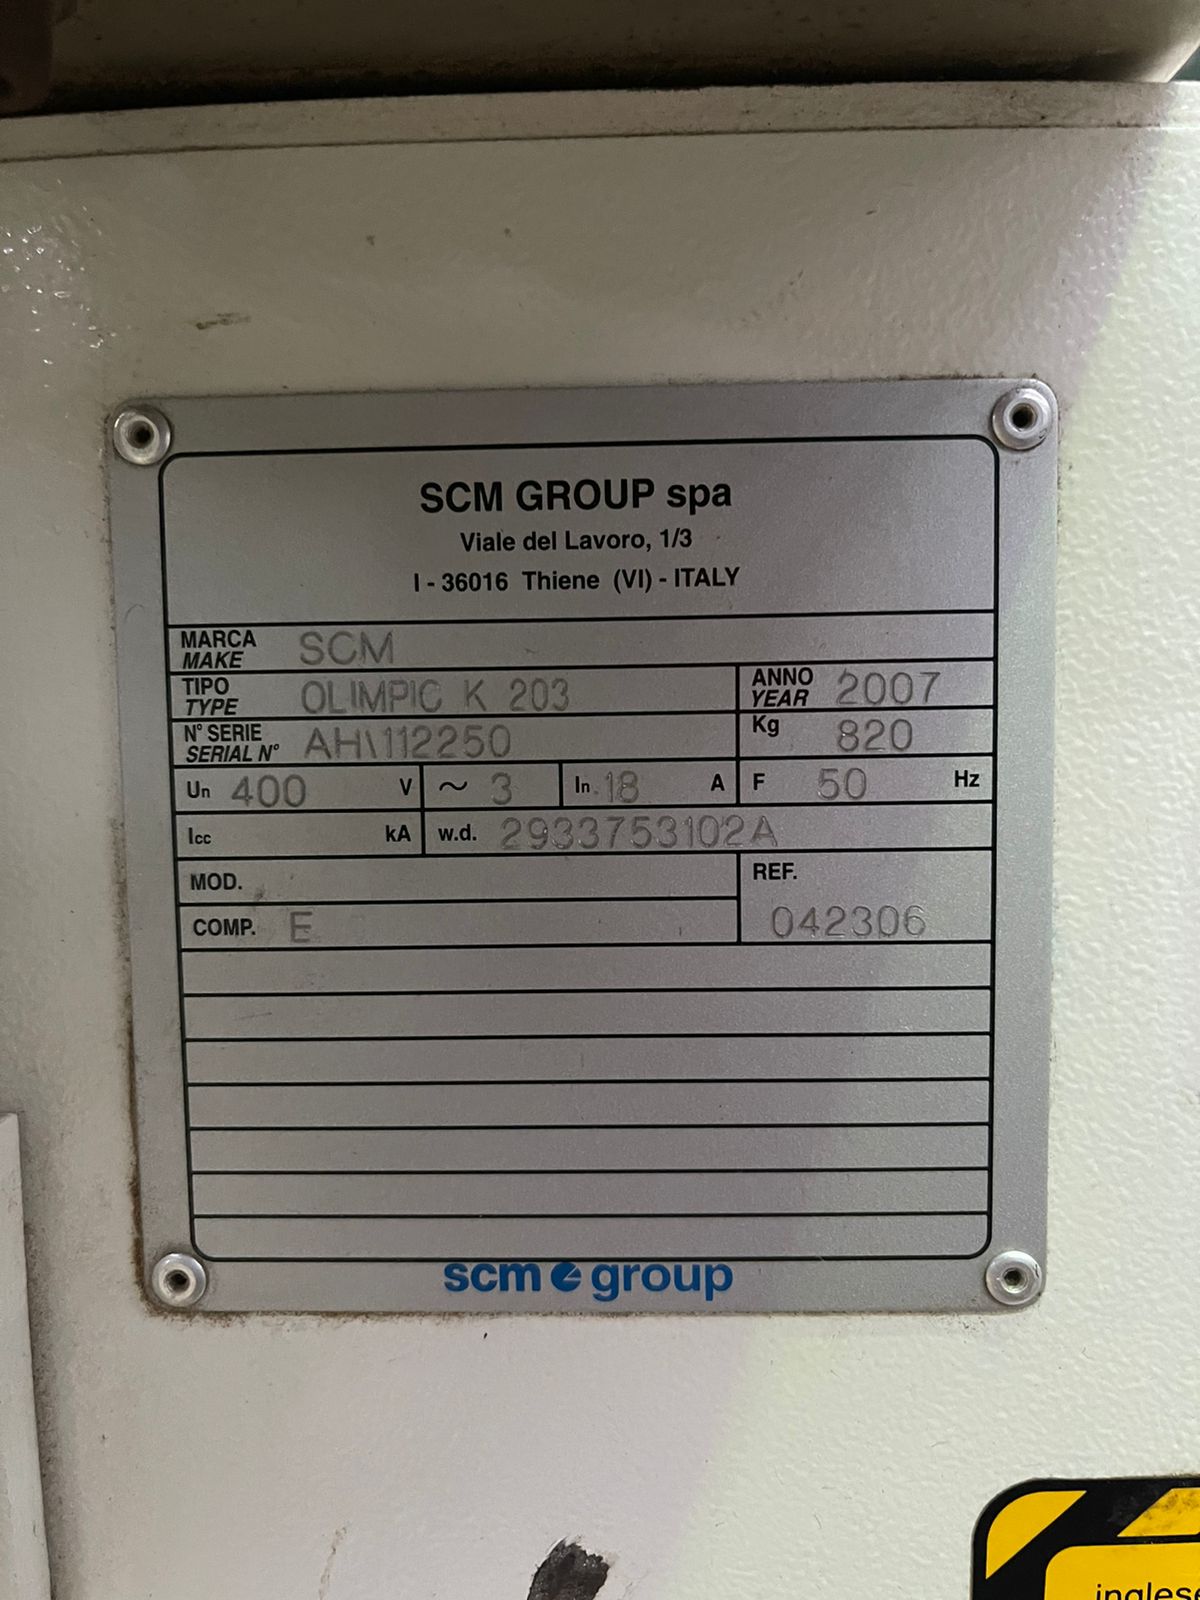 SCM GROUP spa
Viale del Lavoro, 1/3
I - 36016 Thiene (VI) - ITALY
MARCA
MAKE SCM
TIPO
TYPE OLIMPIC K 203
ANNO
YEAR 2007
N° SERIE
SERIAL N° AH\112250
Kg 820
Un 400 V ~ 3 In 18 A F 50 Hz
Icc kA w.d. 2933753102A
MOD.
REF.
COMP. E 042306
scm group
inglese